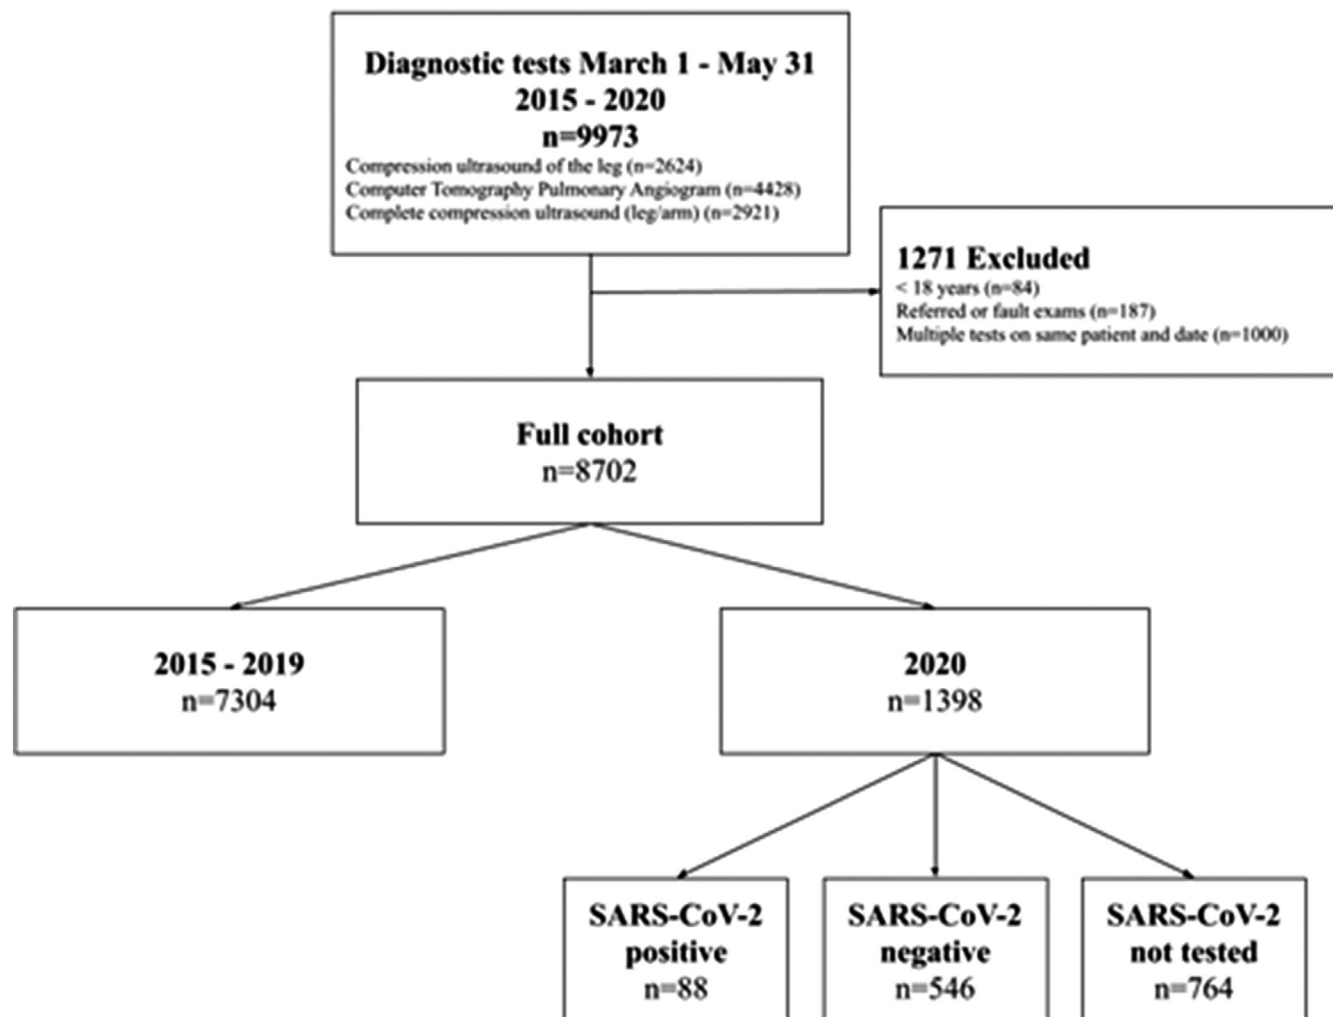 Diagnostic tests March 1 - May 31
2015 - 2020
n=9973
Compression ultrasound of the leg (n=2624)
Computer Tomography Pulmonary Angiogram (n=4428)
Complete compression ultrasound (leg/arm) (n=2921)
1271 Excluded
< 18 years (n=84)
Referred or fault exams (n=187)
Multiple tests on same patient and date (n=1000)
Full cohort
n=8702
2015 - 2019
n=7304
2020
n=1398
SARS-CoV-2
positive
n=88
SARS-CoV-2
negative
n=546
SARS-CoV-2
not tested
n=764